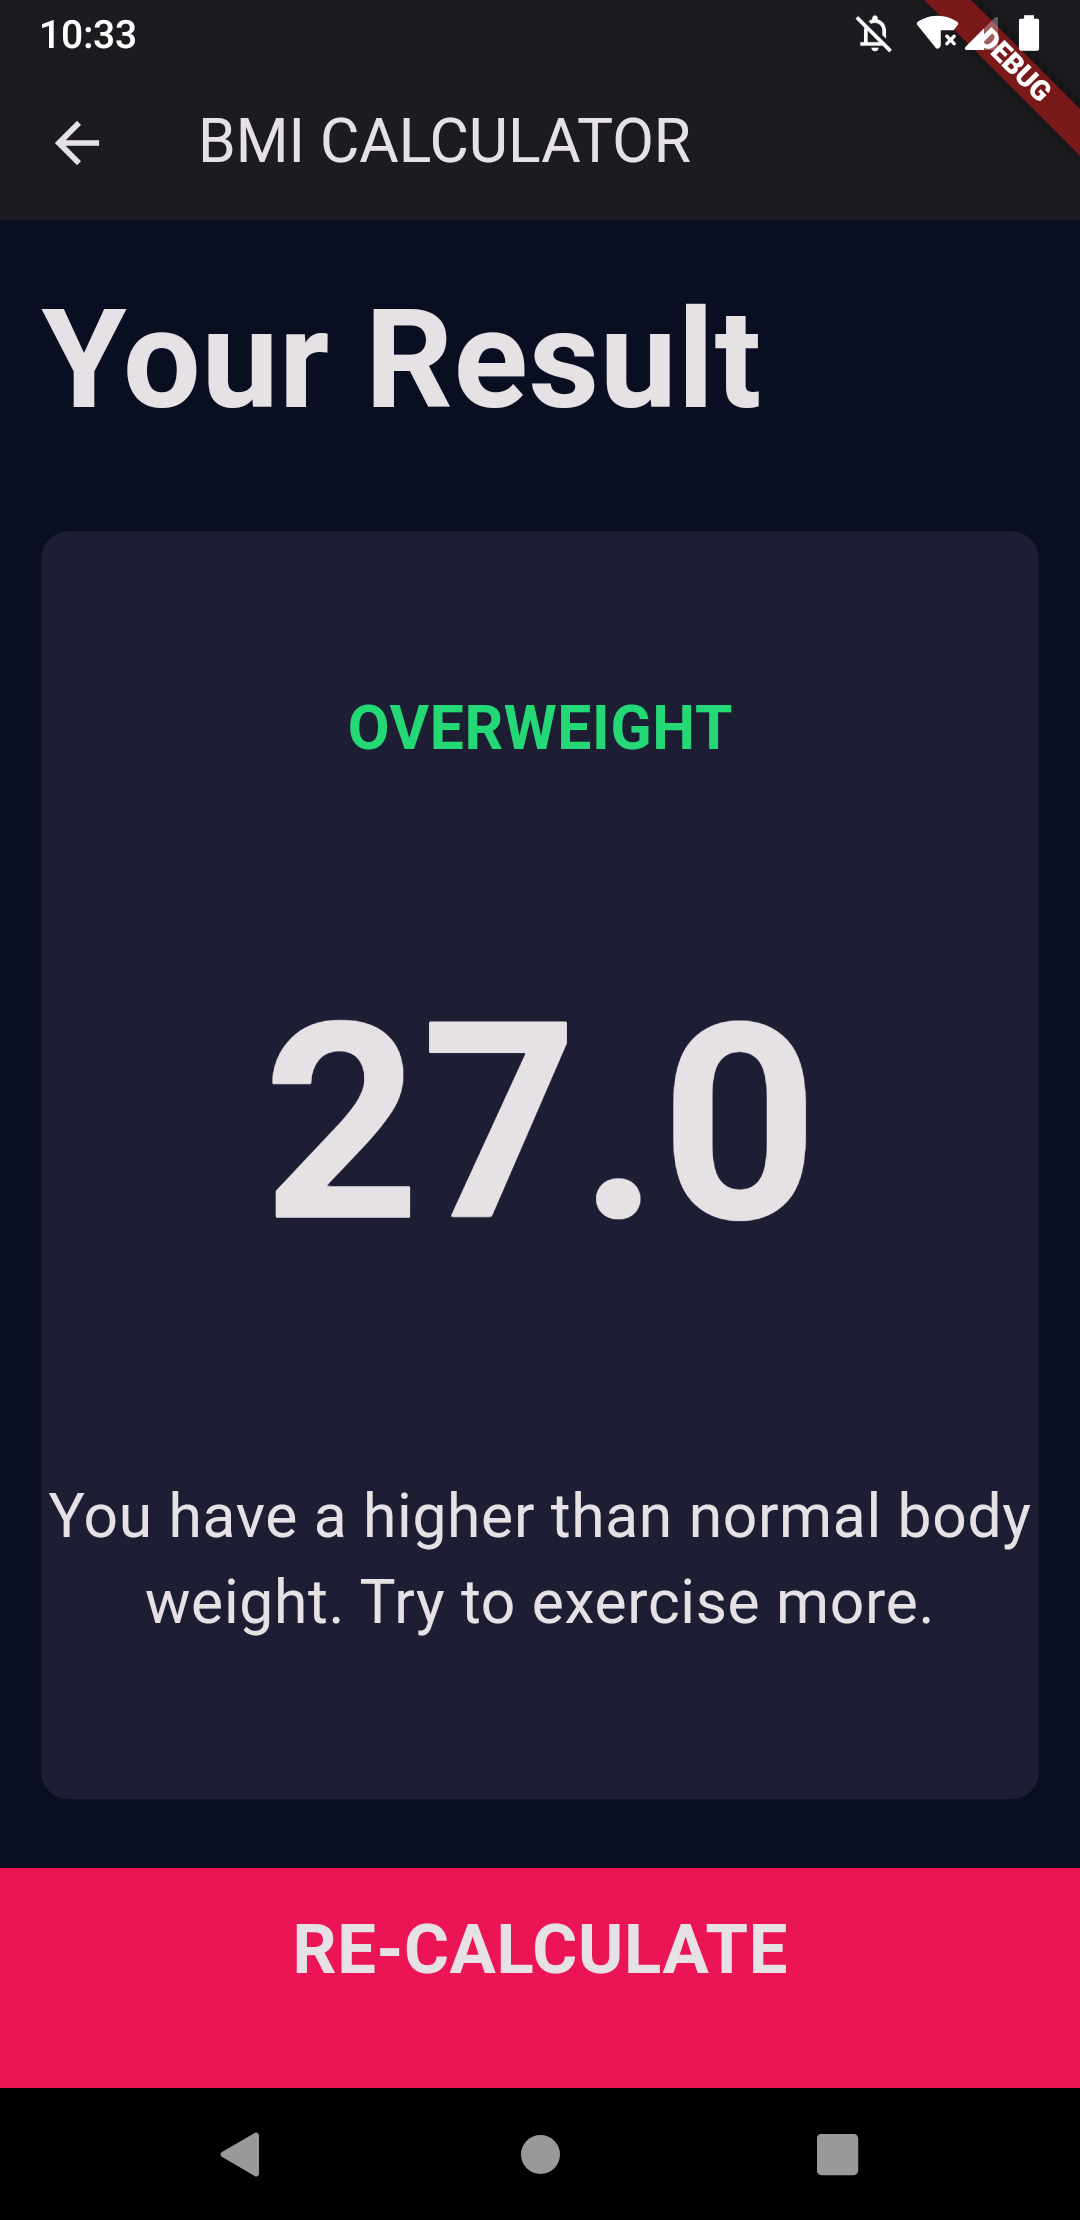 10:33
DEBUG
BMI CALCULATOR
Your Result
OVERWEIGHT
27.0
You have a higher than normal body
weight. Try to exercise more.
RE-CALCULATE